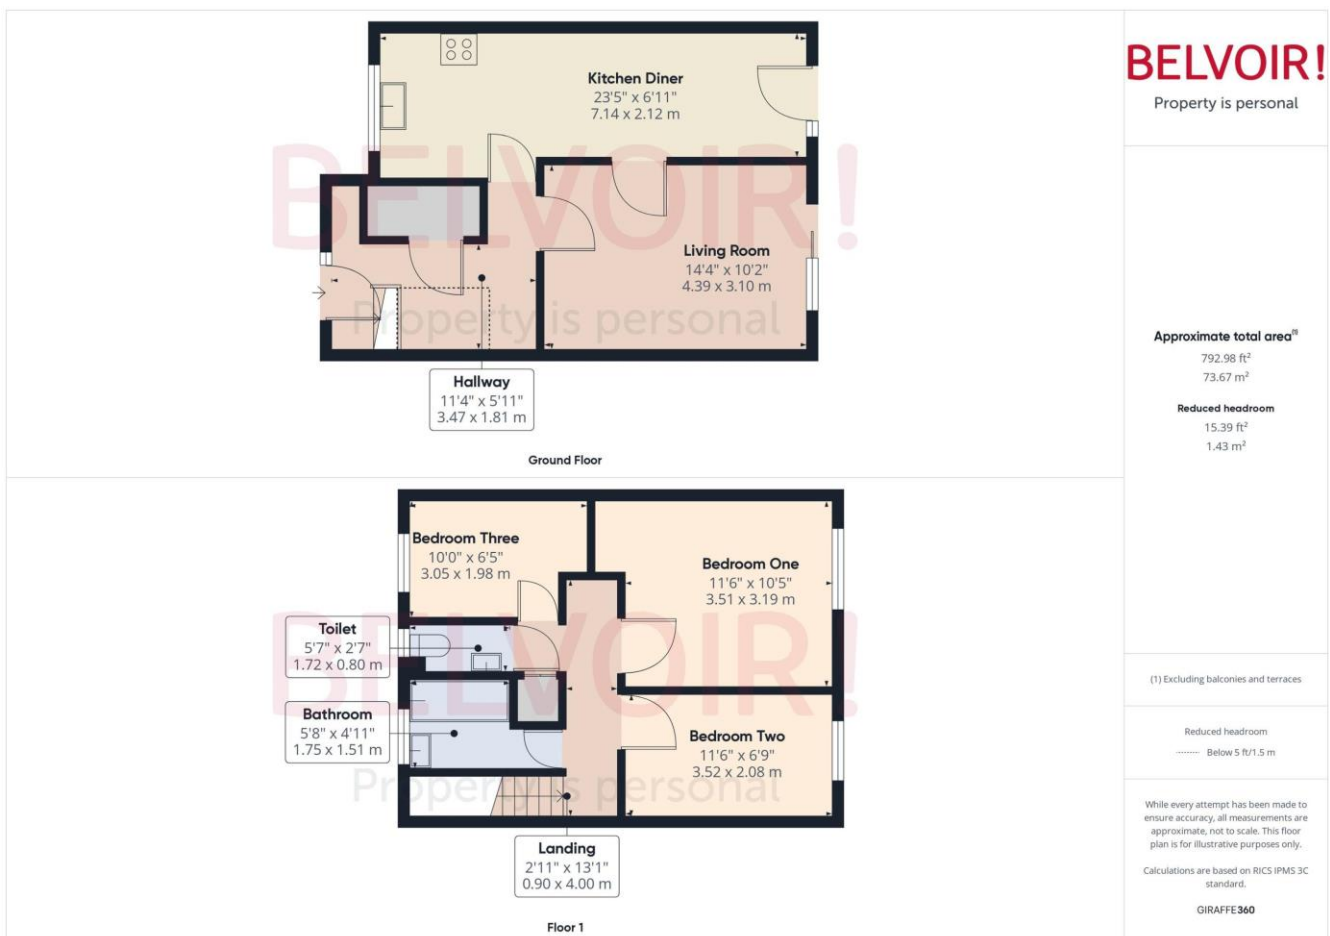 Kitchen Diner
23'5" x 6'11"
7.14 x 2.12 m
BELVOIR!
Living Room
14'4" x 10'2"
4.39 x 3.10 m
Property is personal
Hallway
11'4" x 5'11"
3.47 x 1.81 m
Ground Floor
Bedroom Three
10'0" x 6'5"
3.05 x 1.98 m
Bedroom One
11'6" x 10'5"
3.51 x 3.19 m
BELVOIR!
Toilet
5'7" x 2'7"
1.72 x 0.80 m
Bathroom
5'8" x 4'11"
1.75 x 1.51 m
Bedroom Two
11'6" x 6'9"
3.52 x 2.08 m
Property is personal
Landing
2'11" x 13'1"
0.90 x 4.00 m
Floor 1
BELVOIR!
Property is personal
Approximate total area⁽¹⁾
792.98 ft²
73.67 m²
Reduced headroom
15.39 ft²
1.43 m²
(1) Excluding balconies and terraces
Reduced headroom
Below 5 ft/1.5 m
While every attempt has been made to
ensure accuracy, all measurements are
approximate, not to scale. This floor
plan is for illustrative purposes only.
Calculations are based on RICS IPMS 3C
standard.
GIRAFFE360